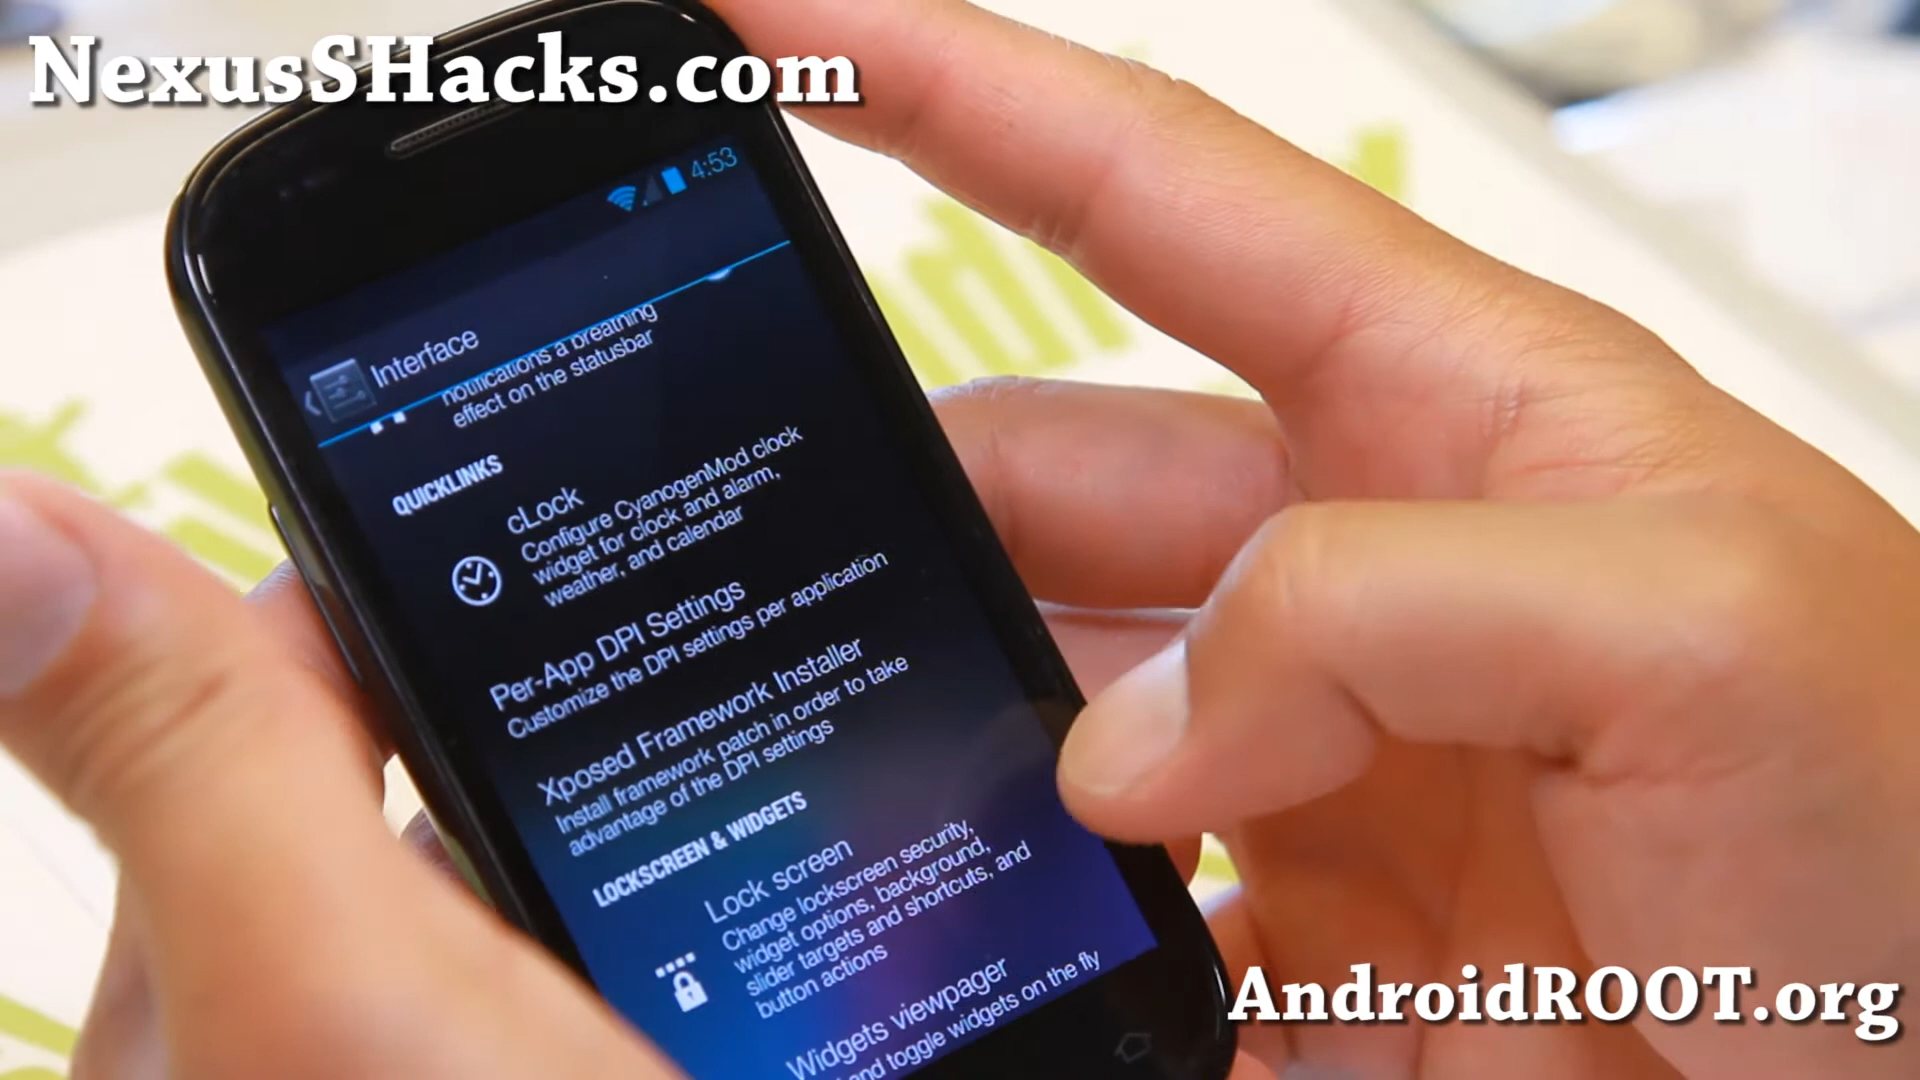 NexusSHacks.com
4:53
Interface
notifications a breathing
effect on the statusbar
QUICKLINKS
cLock
Configure CyanogenMod clock
widget for clock and alarm,
weather, and calendar
Per-App DPI Settings
Customize the DPI settings per application
Xposed Framework Installer
Install framework patch in order to take
advantage of the DPI settings
LOCKSCREEN & WIDGETS
Lock screen
Change lockscreen security,
widget options, background,
slider targets and shortcuts, and
button actions
Widgets viewpager
and toggle widgets on the fly
AndroidROOT.org